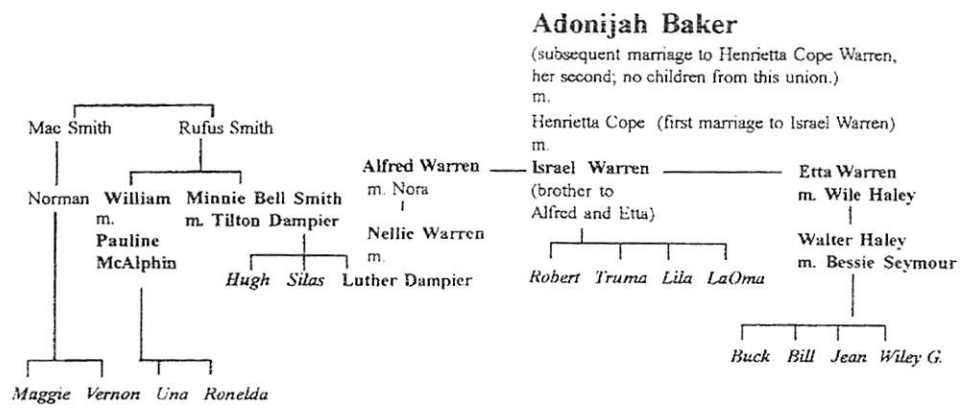 Adonijah Baker
(subsequent marriage to Henrietta Cope Warren,
her second; no children from this union.)
m.
Henrietta Cope (first marriage to Israel Warren)
m.
Mac Smith
Rufus Smith
Alfred Warren
m. Nora
Israel Warren
(brother to
Alfred and Etta)
Etta Warren
m. Wile Haley
Norman
William
m.
Pauline
McAlphin
Minnie Bell Smith
m. Tilton Dampier
Nellie Warren
m.
Walter Haley
m. Bessie Seymour
Hugh Silas Luther Dampier
Robert Truma Lila LaOma
Buck Bill Jean Wiley G.
Maggie Vernon Una Ronelda